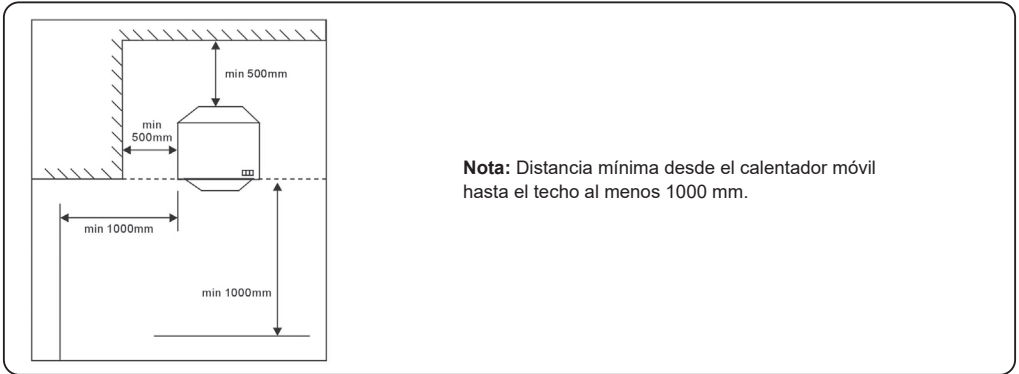 min 500mm
min
500mm
min 1000mm
min 1000mm
Nota: Distancia mínima desde el calentador móvil
hasta el techo al menos 1000 mm.